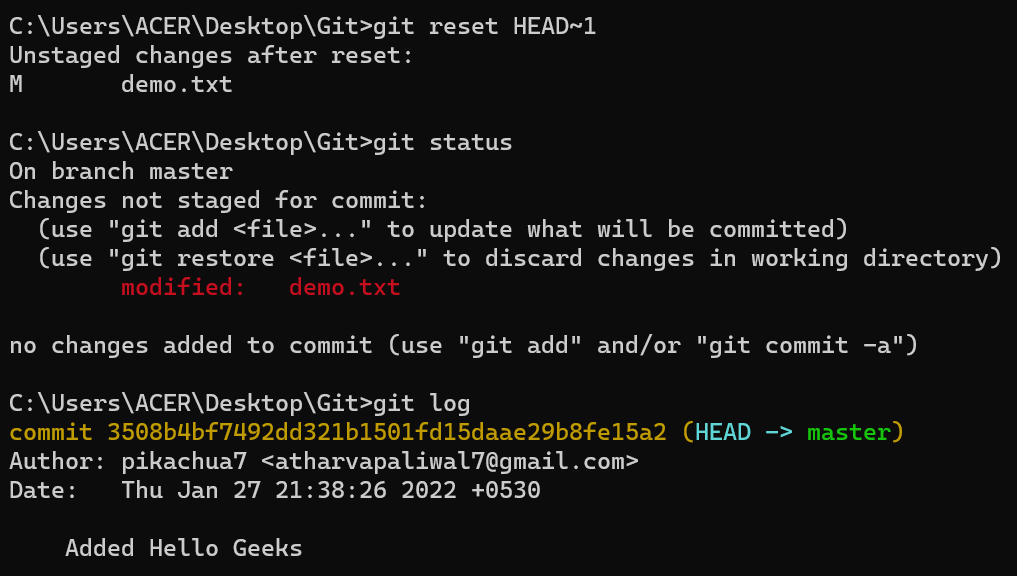 C:\Users\ACER\Desktop\Git>git reset HEAD~1
Unstaged changes after reset:
M       demo.txt

C:\Users\ACER\Desktop\Git>git status
On branch master
Changes not staged for commit:
  (use "git add <file>..." to update what will be committed)
  (use "git restore <file>..." to discard changes in working directory)
        modified:   demo.txt

no changes added to commit (use "git add" and/or "git commit -a")

C:\Users\ACER\Desktop\Git>git log
commit 3508b4bf7492dd321b1501fd15daae29b8fe15a2 (HEAD -> master)
Author: pikachua7 <atharvapaliwal7@gmail.com>
Date:   Thu Jan 27 21:38:26 2022 +0530

    Added Hello Geeks